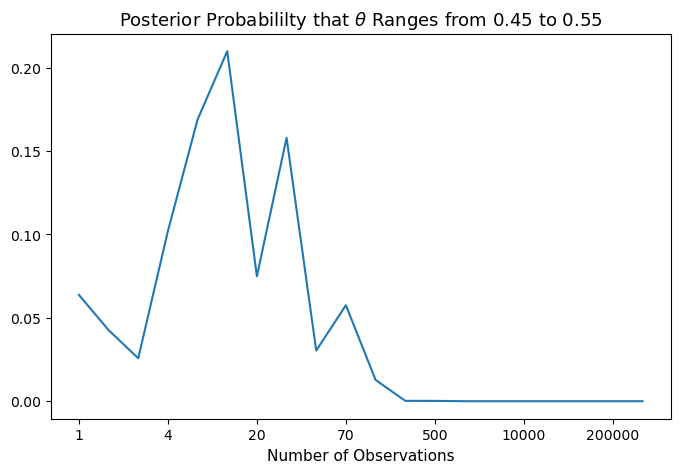 Posterior Probabililty that θ Ranges from 0.45 to 0.55
0.20
0.15
0.10
0.05
0.00
1 4 20 70 500 10000 200000
Number of Observations